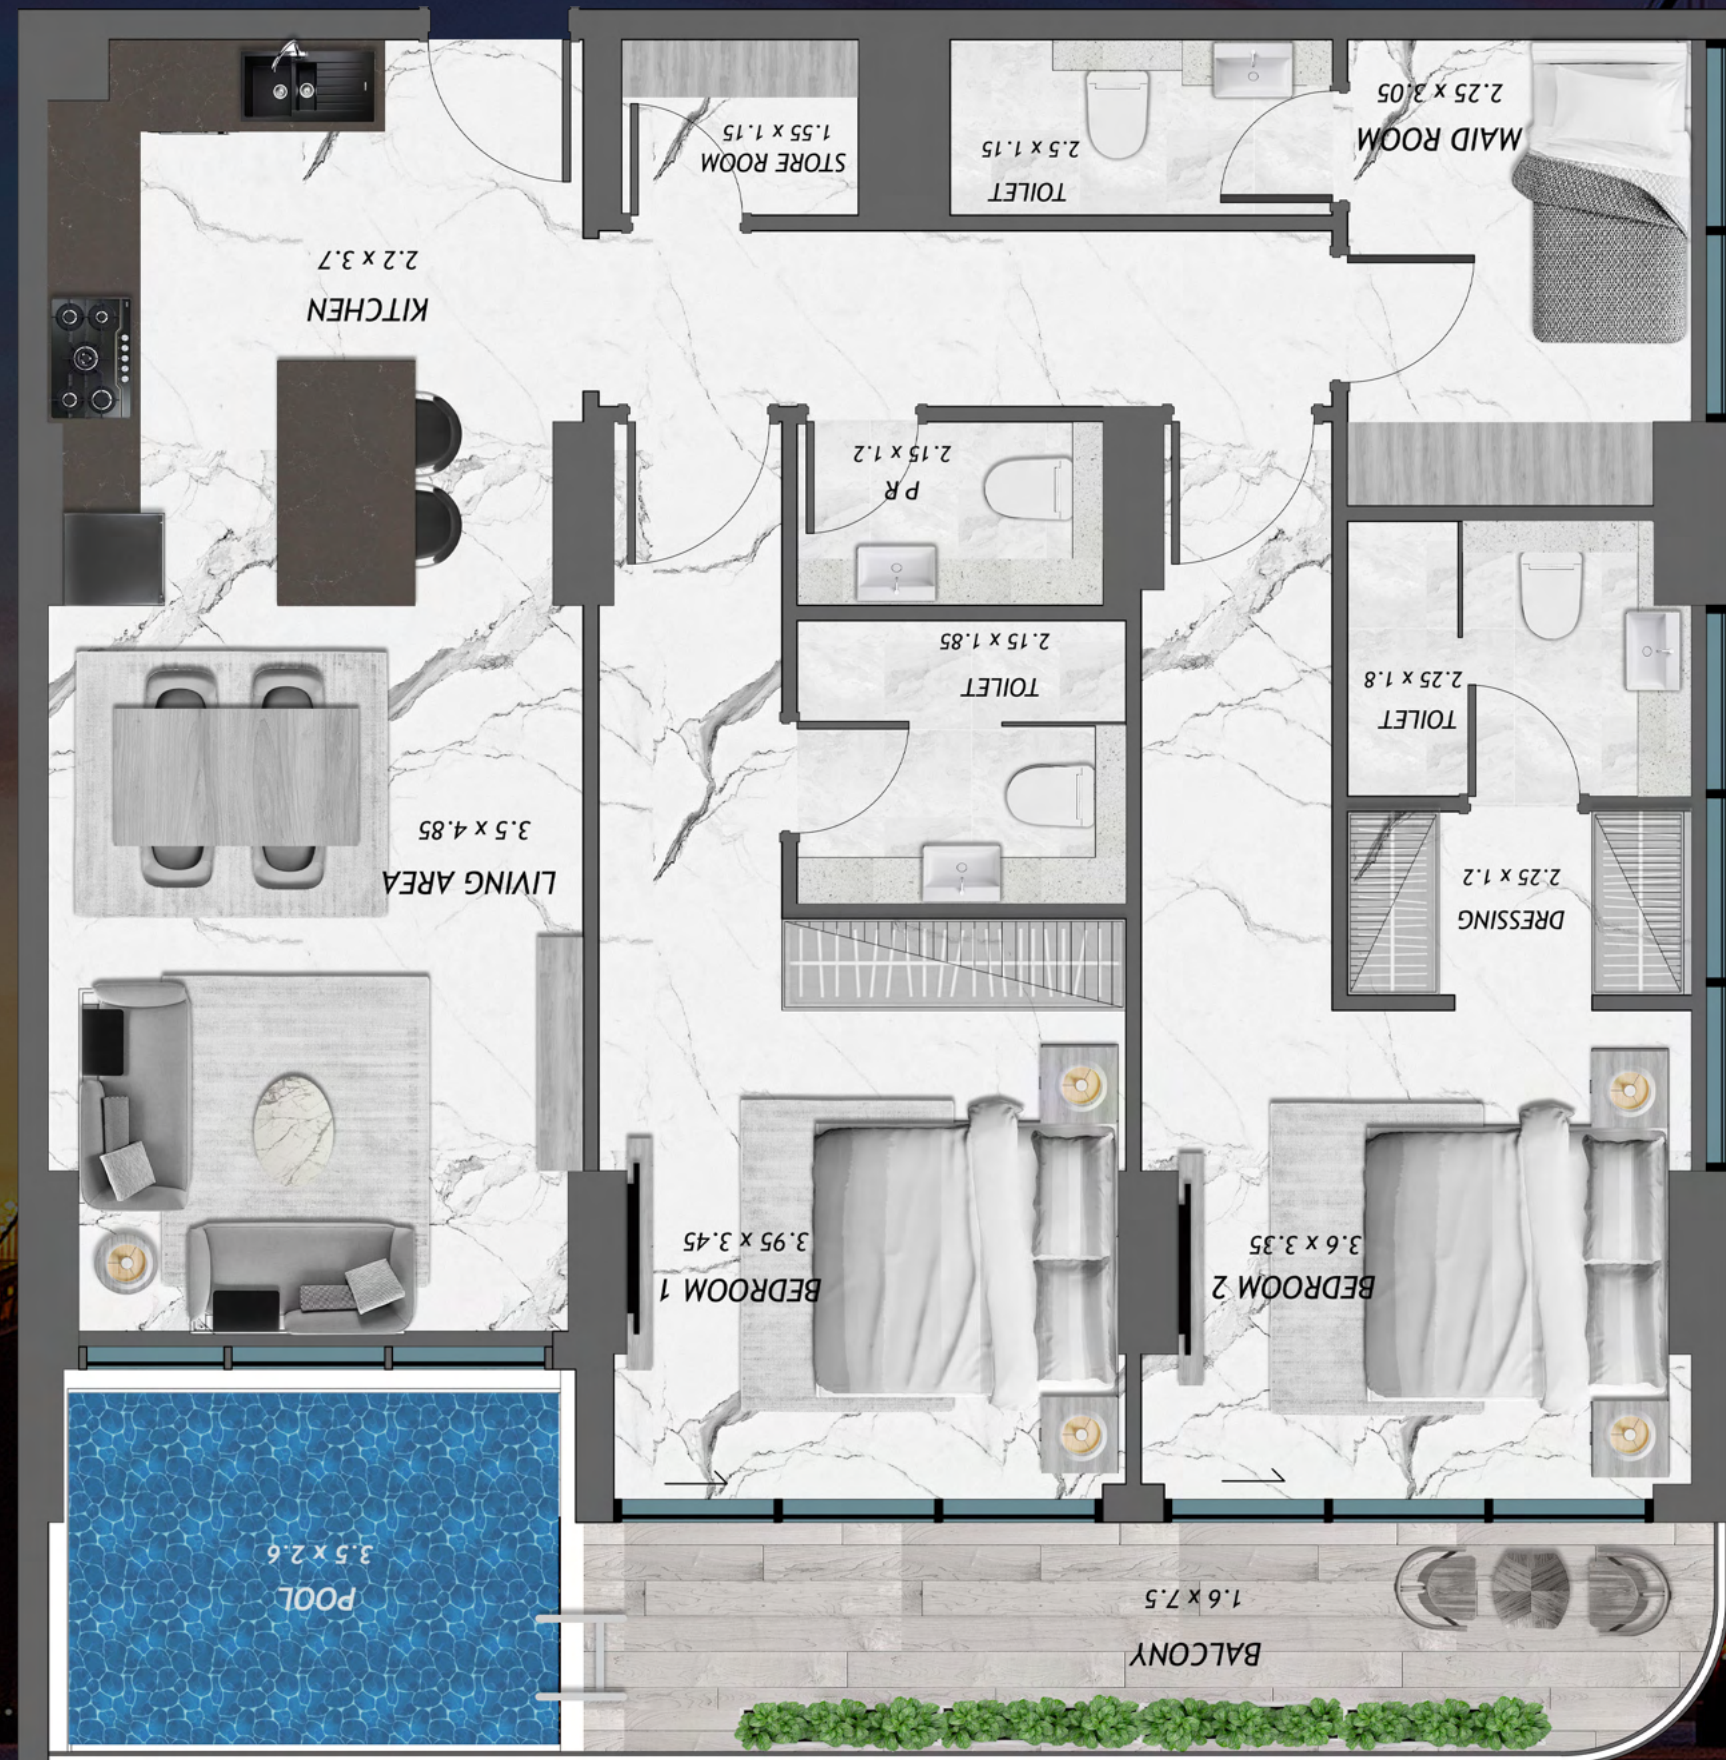 BALCONY
1.6 x 7.5
POOL
3.5 x 2.6
BEDROOM 2
3.6 x 3.35
BEDROOM 1
3.95 x 3.45
DRESSING
2.25 x 1.2
LIVING AREA
3.5 x 4.85
TOILET
2.25 x 1.8
TOILET
2.15 x 1.85
P R
2.15 x 1.2
KITCHEN
2.2 x 3.7
MAID ROOM
2.25 x 3.05
TOILET
2.5 x 1.15
STORE ROOM
1.55 x 1.15